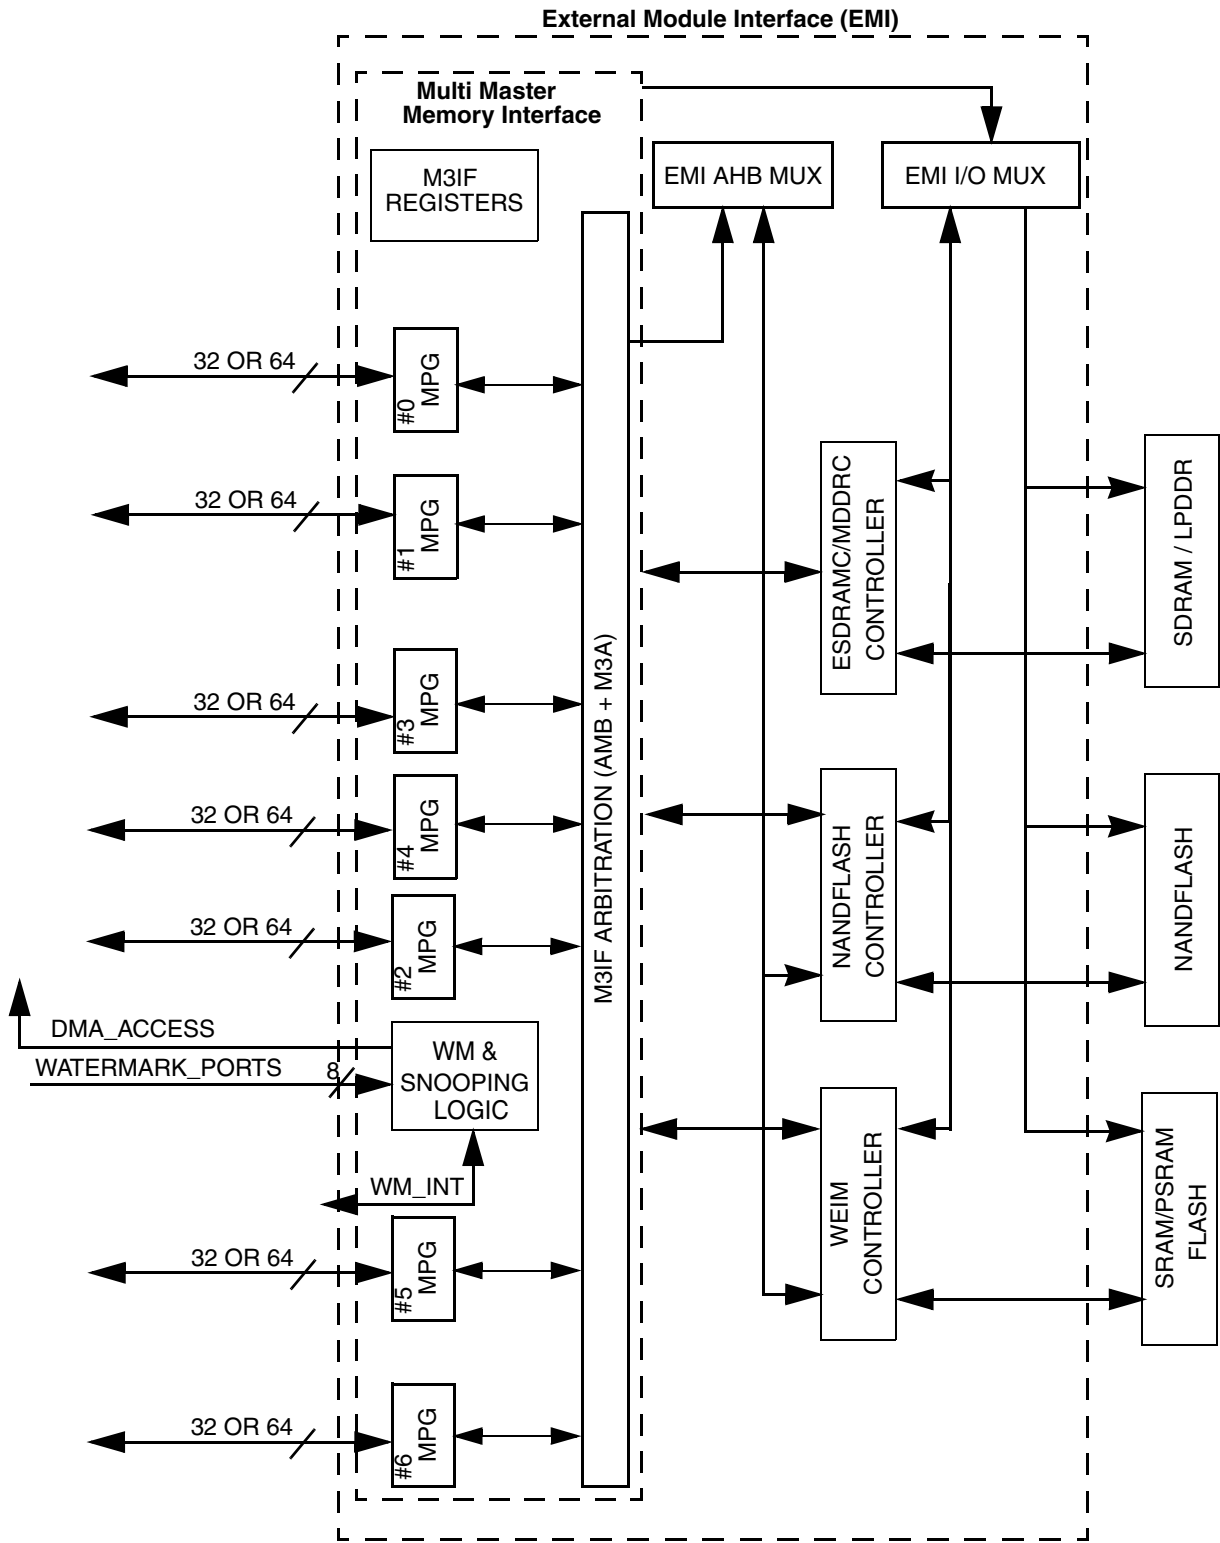 External Module Interface (EMI)
Multi Master
Memory Interface
M3IF
REGISTERS
EMI AHB MUX
EMI I/O MUX
32 OR 64
#0
MPG
32 OR 64
#1
MPG
32 OR 64
#3
MPG
32 OR 64
#4
MPG
32 OR 64
#2
MPG
DMA_ACCESS
WATERMARK_PORTS
8
WM &
SNOOPING
LOGIC
WM_INT
32 OR 64
#5
MPG
32 OR 64
#6
MPG
M3IF ARBITRATION (AMB + M3A)
ESDRAMC/MDDRC
CONTROLLER
NANDFLASH
CONTROLLER
WEIM
CONTROLLER
SDRAM / LPDDR
NANDFLASH
SRAM/PSRAM
FLASH